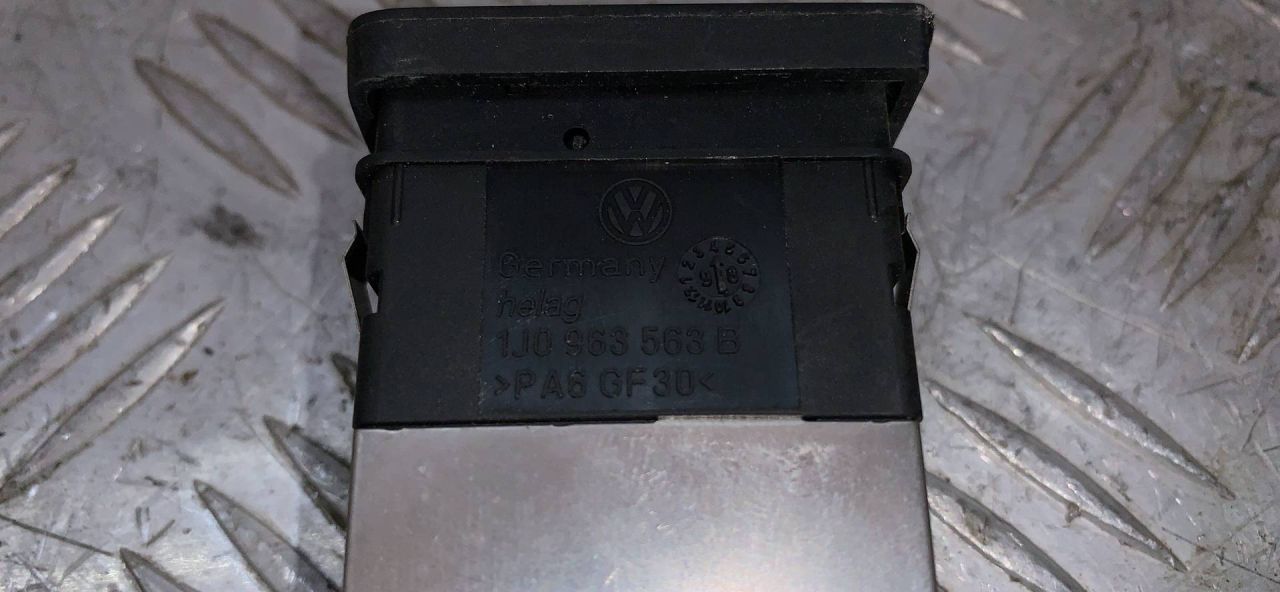 Germany
helag
1J0 963 563 B
>PA6 GF30<